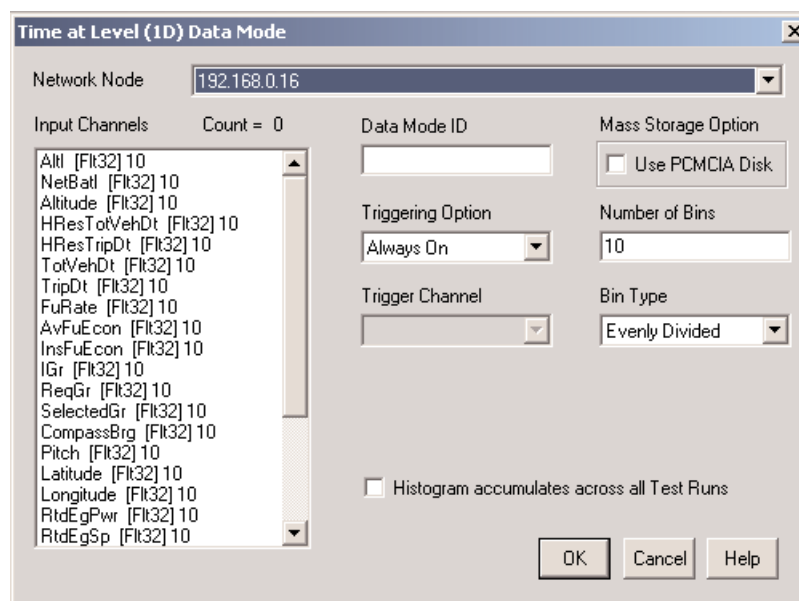 Time at Level (1D) Data Mode
Network Node
192.168.0.16
Input Channels Count = 0
AltI [Flt32] 10
NetBatI [Flt32] 10
Altitude [Flt32] 10
HResTotVehDt [Flt32] 10
HResTripDt [Flt32] 10
TotVehDt [Flt32] 10
TripDt [Flt32] 10
FuRate [Flt32] 10
AvFuEcon [Flt32] 10
InsFuEcon [Flt32] 10
IGr [Flt32] 10
ReqGr [Flt32] 10
SelectedGr [Flt32] 10
CompassBrg [Flt32] 10
Pitch [Flt32] 10
Latitude [Flt32] 10
Longitude [Flt32] 10
RtdEgPwr [Flt32] 10
RtdEgSp [Flt32] 10
Data Mode ID
Triggering Option
Always On
Trigger Channel
Mass Storage Option
Use PCMCIA Disk
Number of Bins
10
Bin Type
Evenly Divided
Histogram accumulates across all Test Runs
OK Cancel Help